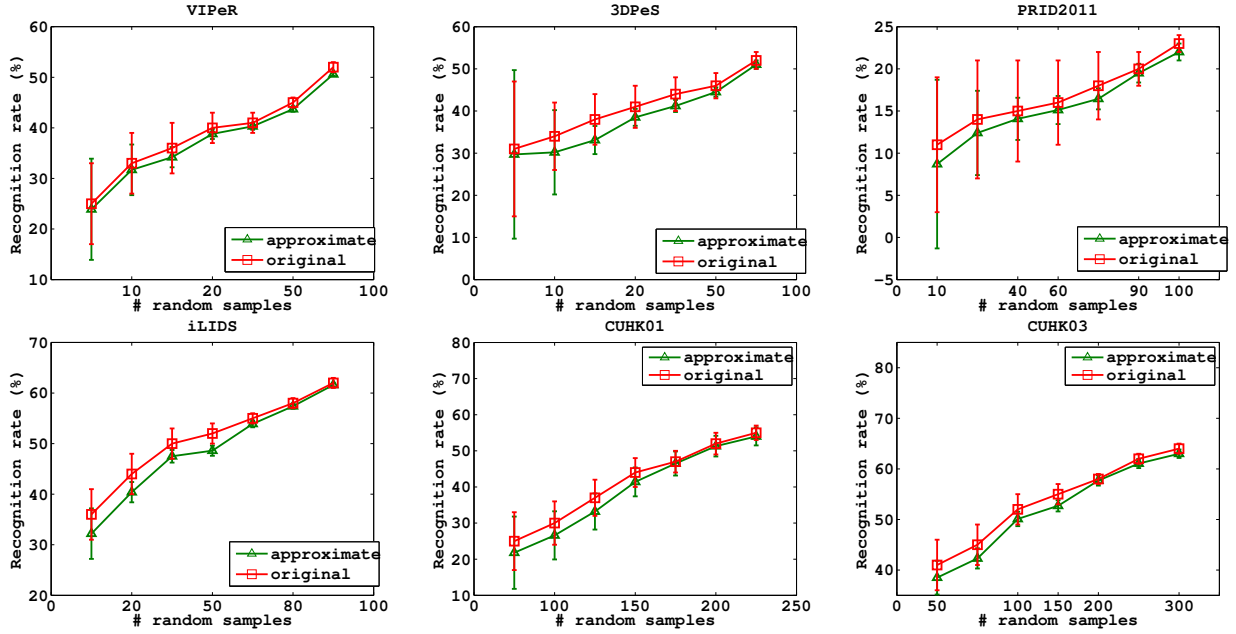 VIPeR
Recognition rate (%)
60
50
40
30
20
10
0 10 20 50 100
# random samples
approximate
original
3DPeS
Recognition rate (%)
60
50
40
30
20
10
0
0 10 20 50 100
# random samples
approximate
original
PRID2011
Recognition rate (%)
25
20
15
10
5
0
−5
0 10 40 60 90 100
# random samples
approximate
original
iLIDS
Recognition rate (%)
70
60
50
40
30
20
0 20 50 80 100
# random samples
approximate
original
CUHK01
Recognition rate (%)
80
70
60
50
40
30
20
10
0 100 150 200 250
# random samples
approximate
original
CUHK03
Recognition rate (%)
80
70
60
50
40
0 50 100 150 200 300
# random samples
approximate
original